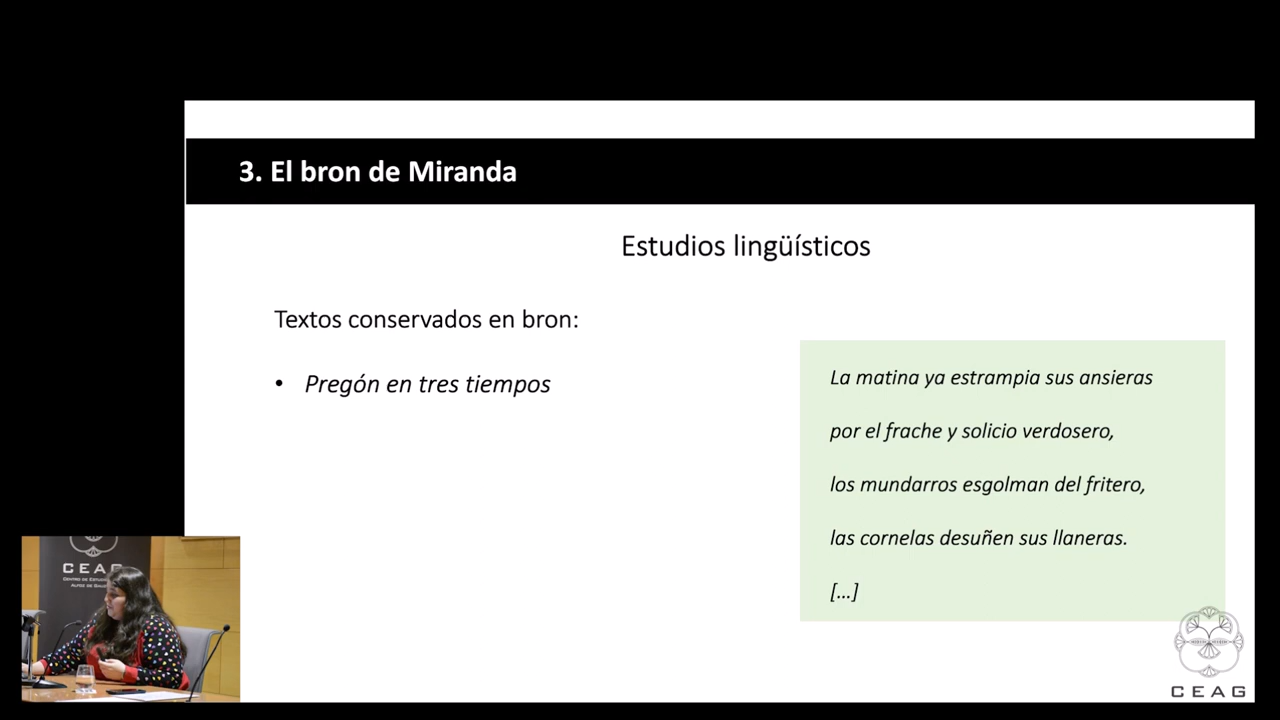 3. El bron de Miranda
Estudios lingüísticos
Textos conservados en bron:
• Pregón en tres tiempos
La matina ya estrampia sus ansieras
por el frache y solicio verdosero,
los mundarros esgolman del fritero,
las cornelas desuñen sus llaneras.
[...]
CEAG
CEAG